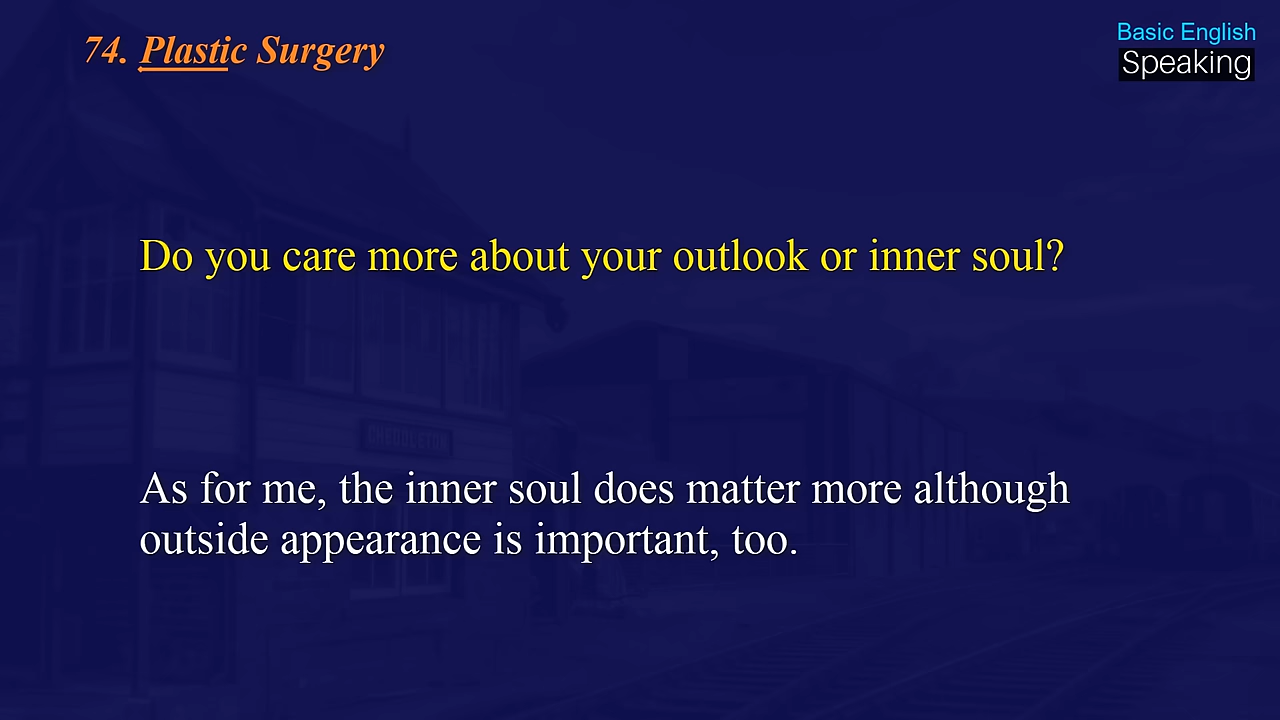 74. Plastic Surgery
Basic English
Speaking
Do you care more about your outlook or inner soul?
CHEDDLETON
As for me, the inner soul does matter more although
outside appearance is important, too.